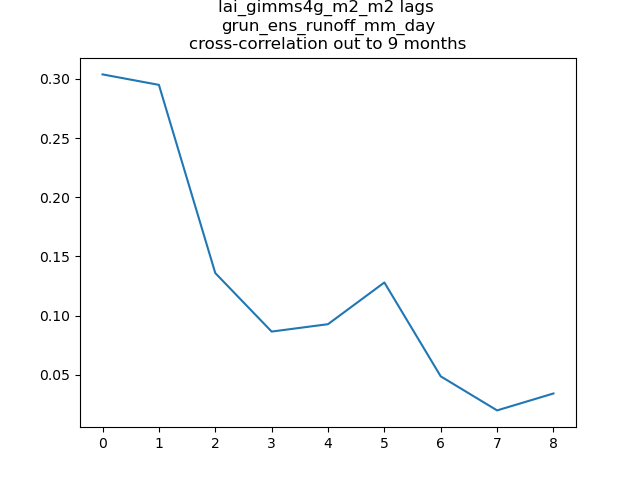 lai_gimms4g_m2_m2 lags
grun_ens_runoff_mm_day
cross-correlation out to 9 months
0.30
0.25
0.20
0.15
0.10
0.05
0 1 2 3 4 5 6 7 8